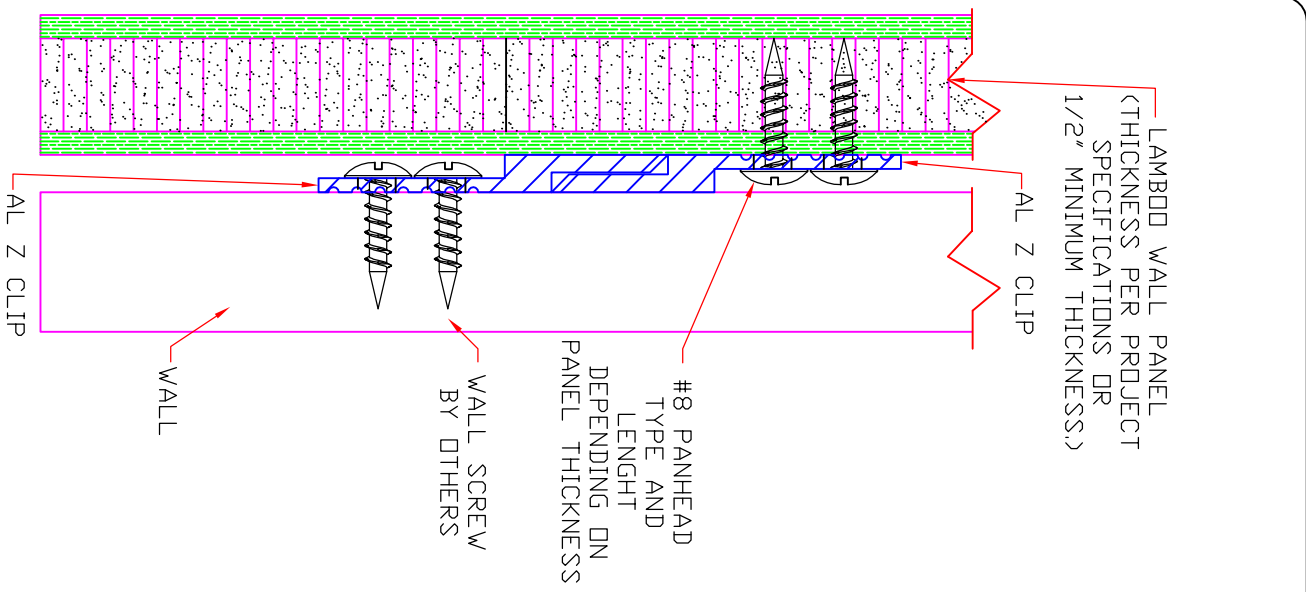 LAMBOO WALL PANEL
(THICKNESS PER PROJECT
SPECIFICATIONS OR
1/2" MINIMUM THICKNESS.)
AL Z CLIP
#8 PANHEAD
TYPE AND
LENGHT
DEPENDING ON
PANEL THICKNESS
WALL SCREW
BY OTHERS
WALL
AL Z CLIP